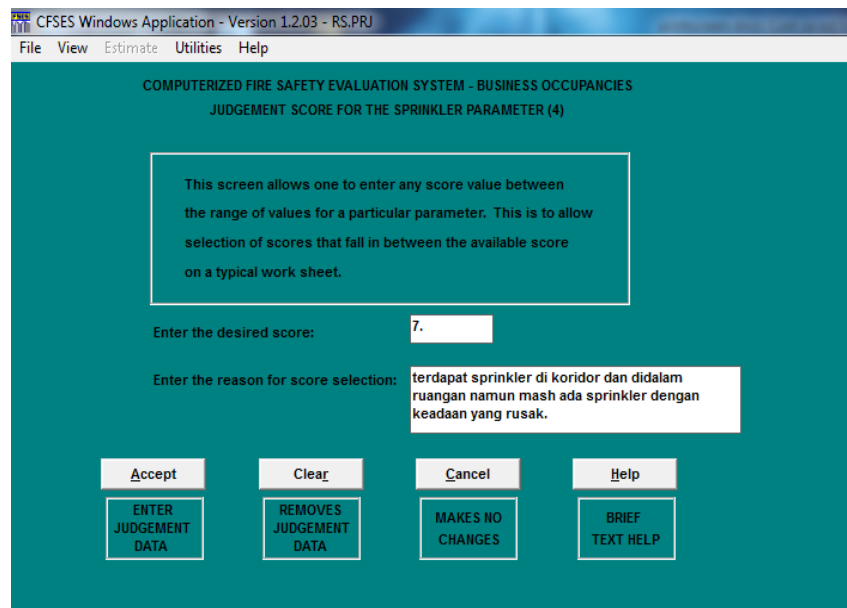 CFSES Windows Application - Version 1.2.03 - RS.PRJ
File View Estimate Utilities Help
COMPUTERIZED FIRE SAFETY EVALUATION SYSTEM - BUSINESS OCCUPANCIES
JUDGEMENT SCORE FOR THE SPRINKLER PARAMETER (4)
This screen allows one to enter any score value between
the range of values for a particular parameter. This is to allow
selection of scores that fall in between the available score
on a typical work sheet.
Enter the desired score: 7.
Enter the reason for score selection: terdapat sprinkler di koridor dan didalam
ruangan namun mash ada sprinkler dengan
keadaan yang rusak.
Accept Clear Cancel Help
ENTER
JUDGEMENT
DATA
REMOVES
JUDGEMENT
DATA
MAKES NO
CHANGES
BRIEF
TEXT HELP